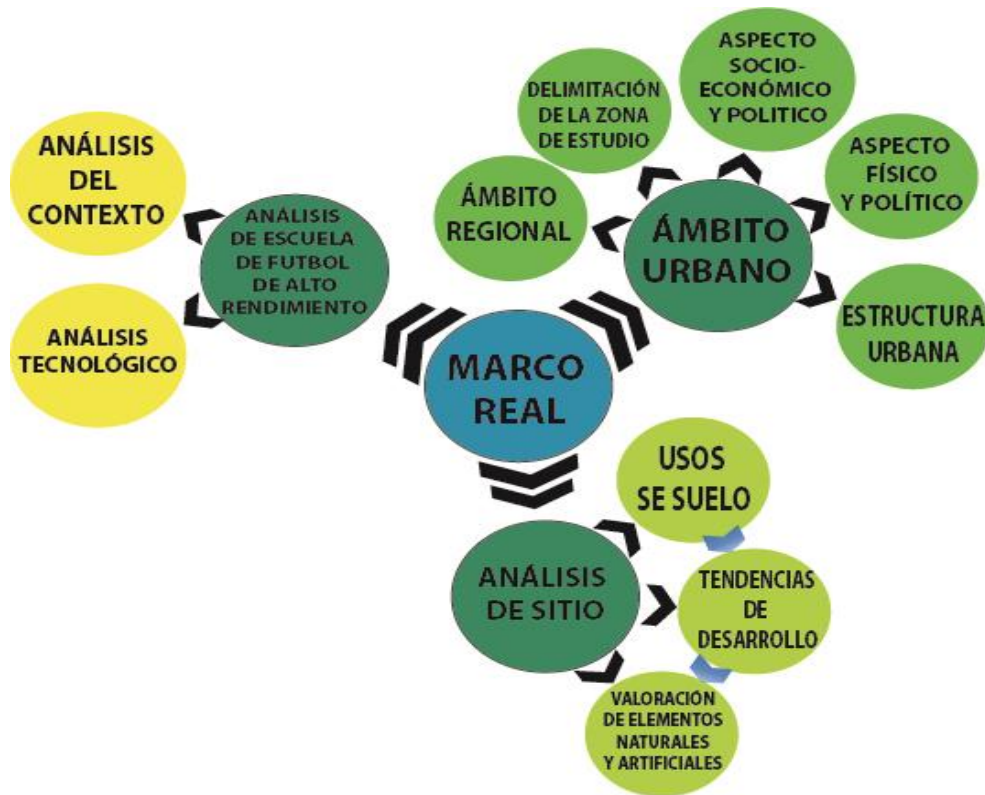 ANÁLISIS
DEL
CONTEXTO
ANÁLISIS
TECNOLÓGICO
ANÁLISIS
DE ESCUELA
DE FUTBOL
DE ALTO
RENDIMIENTO
MARCO
REAL
ÁMBITO
URBANO
ÁMBITO
REGIONAL
DELIMITACIÓN
DE LA ZONA
DE ESTUDIO
ASPECTO
SOCIO-
ECONÓMICO
Y POLITICO
ASPECTO
FÍSICO
Y POLÍTICO
ESTRUCTURA
URBANA
ANÁLISIS
DE SITIO
USOS
SE SUELO
TENDENCIAS
DE
DESARROLLO
VALORACIÓN
DE ELEMENTOS
NATURALES
Y ARTIFICIALES